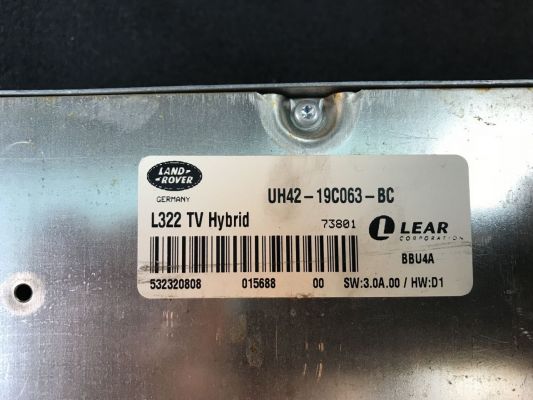 LAND-
ROVER
GERMANY
UH42-19C063-BC
L322 TV Hybrid
73801
LEAR
CORPORATION
BBU4A
532320808 015688 00 SW:3.0A.00 / HW:D1